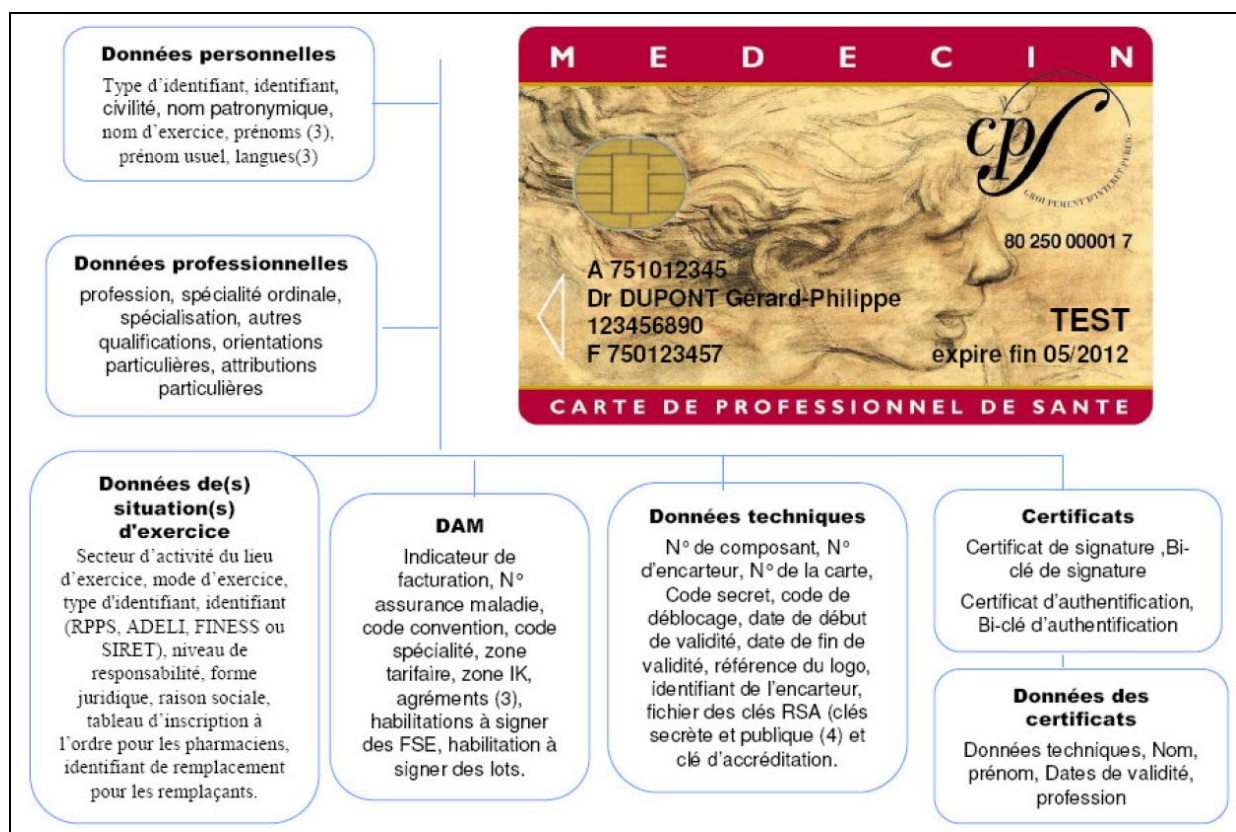 Données personnelles
Type d'identifiant, identifiant,
civilité, nom patronymique,
nom d'exercice, prénoms (3),
prénom usuel, langues(3)
Données professionnelles
profession, spécialité ordinale,
spécialisation, autres
qualifications, orientations
particulières, attributions
particulières
M E D E C I N
cps
GROUPEMENT D'INTÉRÊT PUBLIC
80 250 00001 7
A 751012345
Dr DUPONT Gérard-Philippe
123456890
F 750123457
TEST
expire fin 05/2012
CARTE DE PROFESSIONNEL DE SANTE
Données de(s)
situation(s)
d'exercice
Secteur d'activité du lieu
d'exercice, mode d'exercice,
type d'identifiant, identifiant
(RPPS, ADELI, FINESS ou
SIRET), niveau de
responsabilité, forme
juridique, raison sociale,
tableau d'inscription à
l'ordre pour les pharmaciens,
identifiant de remplacement
pour les remplaçants.
DAM
Indicateur de
facturation, N°
assurance maladie,
code convention, code
spécialité, zone
tarifaire, zone IK,
agréments (3),
habilitations à signer
des FSE, habilitation à
signer des lots.
Données techniques
N° de composant, N°
d'encarteur, N° de la carte,
Code secret, code de
déblocage, date de début
de validité, date de fin de
validité, référence du logo,
identifiant de l'encarteur,
fichier des clés RSA (clés
secrète et publique (4) et
clé d'accréditation.
Certificats
Certificat de signature ,Bi-
clé de signature
Certificat d'authentification,
Bi-clé d'authentification
Données des
certificats
Données techniques, Nom,
prénom, Dates de validité,
profession